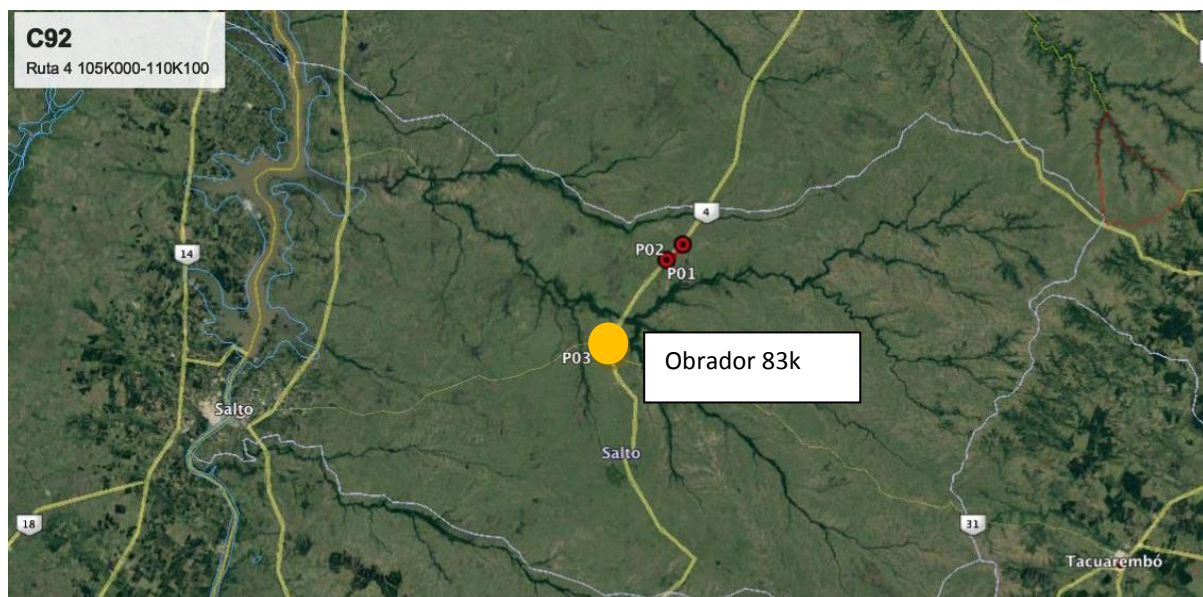 C92
Ruta 4 105K000-110K100
4
P02
14
P01
P03
Obrador 83k
Salto
Salto
18
31
Tacuarembó